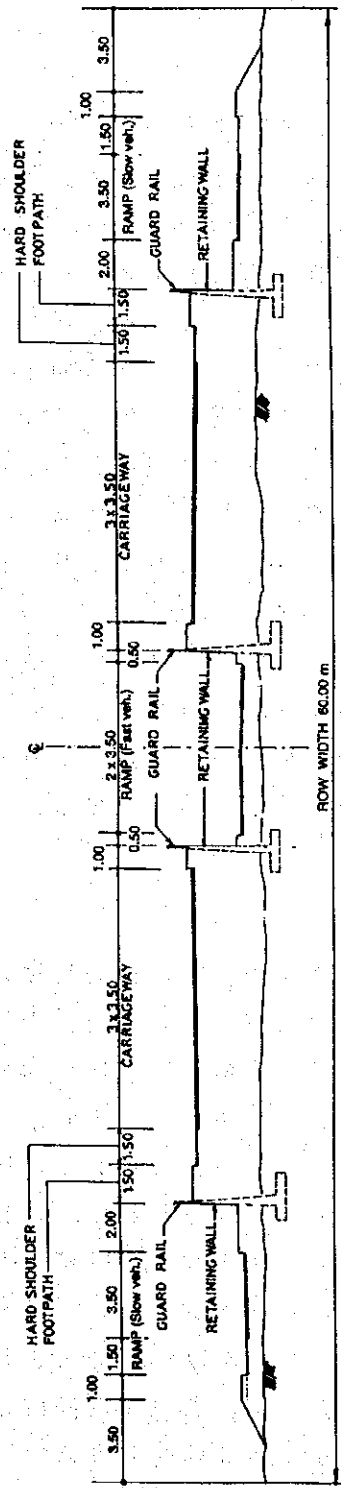 HARD SHOULDER
FOOTPATH
HARD SHOULDER
FOOT PATH
3.50
1.00
1.50
3.50
RAMP (Slow veh.)
2.00
1.50
1.50
3 x 3.50
CARRIAGEWAY
1.00
0.50
℄
2 x 3.50
RAMP (Fast veh.)
0.50
1.00
3 x 3.50
CARRIAGEWAY
1.50
1.50
2.00
3.50
RAMP (Slow veh.)
1.50
1.00
3.50
GUARD RAIL
RETAINING WALL
GUARD RAIL
RETAINING WALL
GUARD RAIL
RETAINING WALL
ROW WIDTH 60.00 m